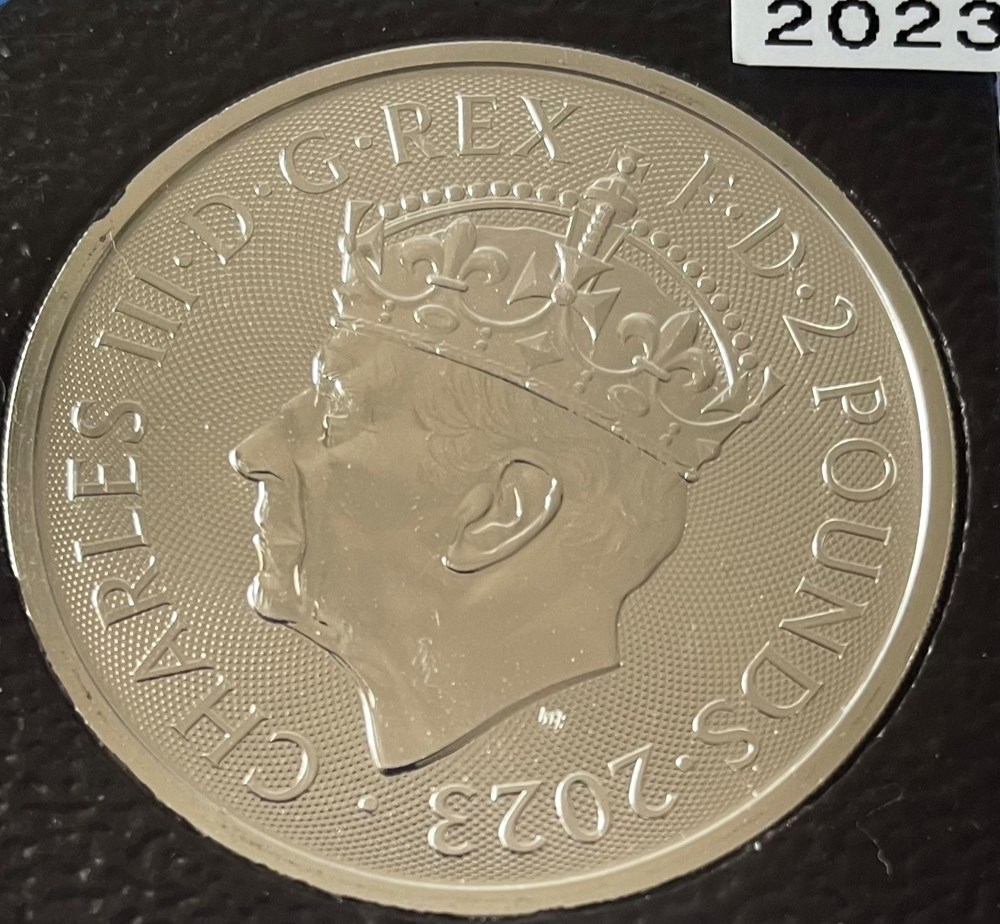 2023
CHARLES III · D · G · REX · F · D · 2 POUNDS · 2023 ·